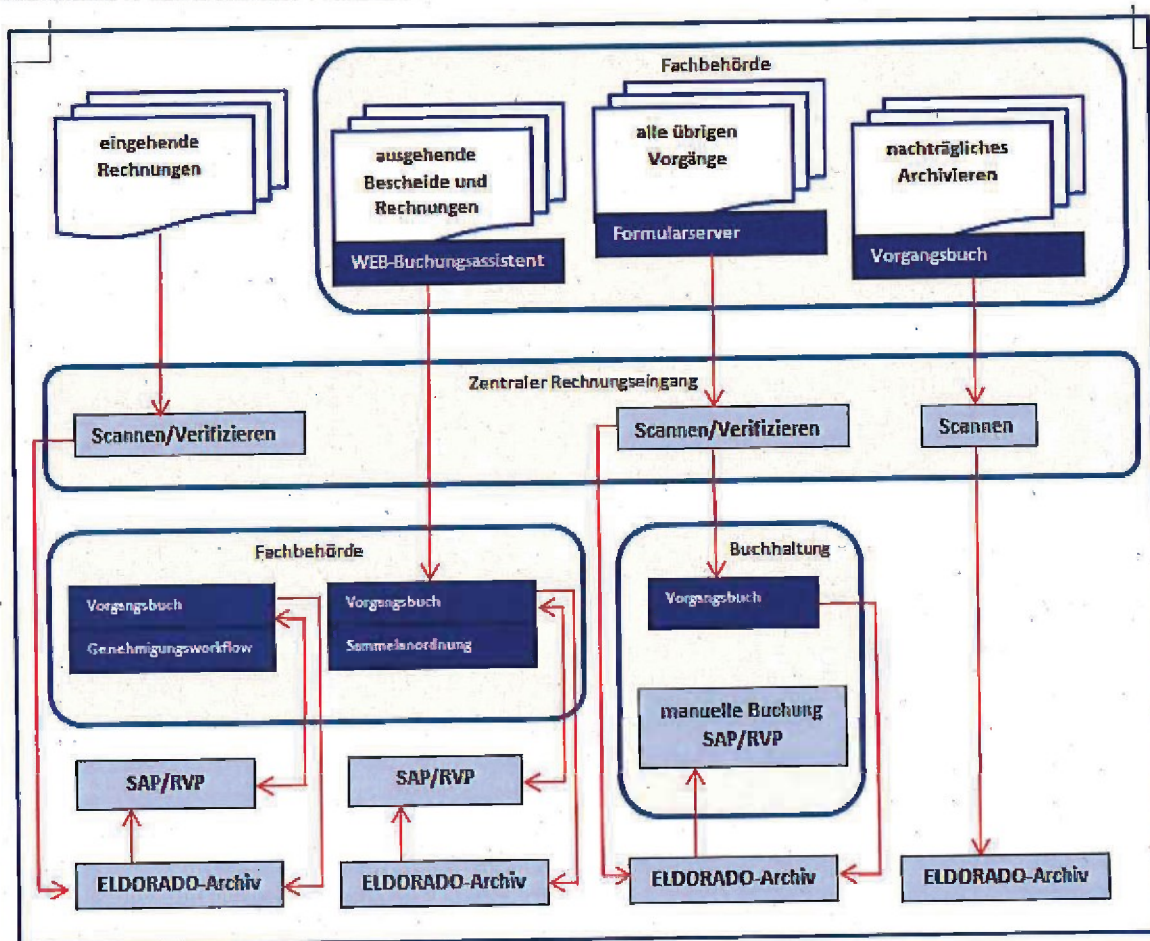 Fachbehörde
eingehende
Rechnungen
ausgehende
Bescheide und
Rechnungen
WEB-Buchungsassistent
alle übrigen
Vorgänge
Formularserver
nachträgliches
Archivieren
Vorgangsbuch
Zentraler Rechnungseingang
Scannen/Verifizieren
Scannen/Verifizieren
Scannen
Fachbehörde
Vorgangsbuch
Genehmigungsworkflow
Vorgangsbuch
Sammelanordnung
Buchhaltung
Vorgangsbuch
manuelle Buchung
SAP/RVP
SAP/RVP
SAP/RVP
ELDORADO-Archiv
ELDORADO-Archiv
ELDORADO-Archiv
ELDORADO-Archiv